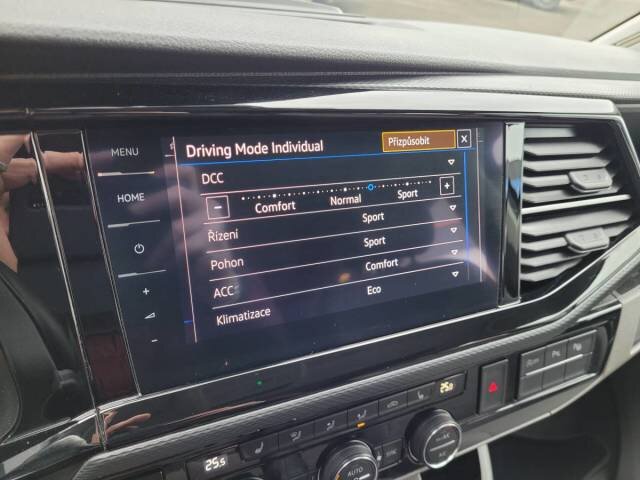 MENU
HOME
Driving Mode Individual
Přizpůsobit
X
DCC
- Comfort Normal Sport +
Řízení Sport
Pohon Sport
ACC Comfort
Klimatizace Eco
25.5
25.0
AUTO
A/C